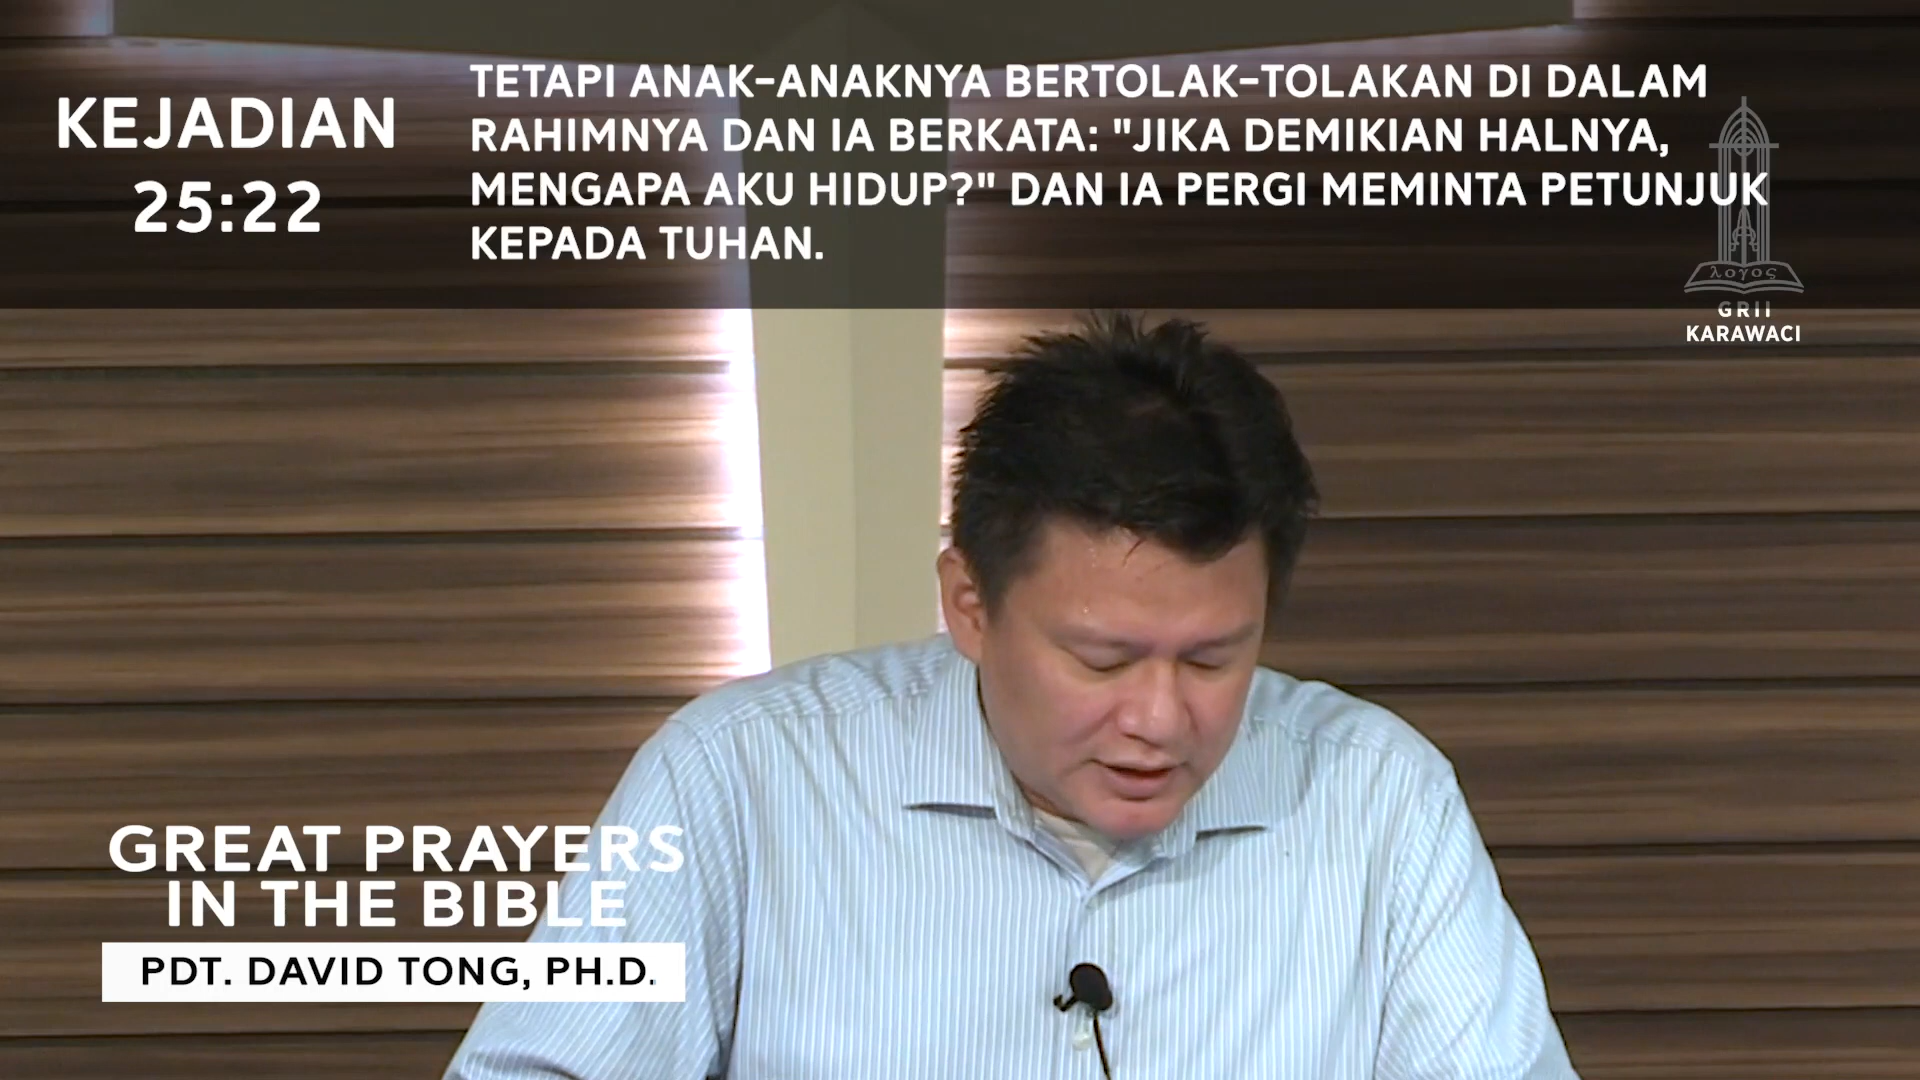 KEJADIAN
25:22
TETAPI ANAK-ANAKNYA BERTOLAK-TOLAKAN DI DALAM
RAHIMNYA DAN IA BERKATA: "JIKA DEMIKIAN HALNYA,
MENGAPA AKU HIDUP?" DAN IA PERGI MEMINTA PETUNJUK
KEPADA TUHAN.
λογος
GRII
KARAWACI
GREAT PRAYERS
IN THE BIBLE
PDT. DAVID TONG, PH.D.